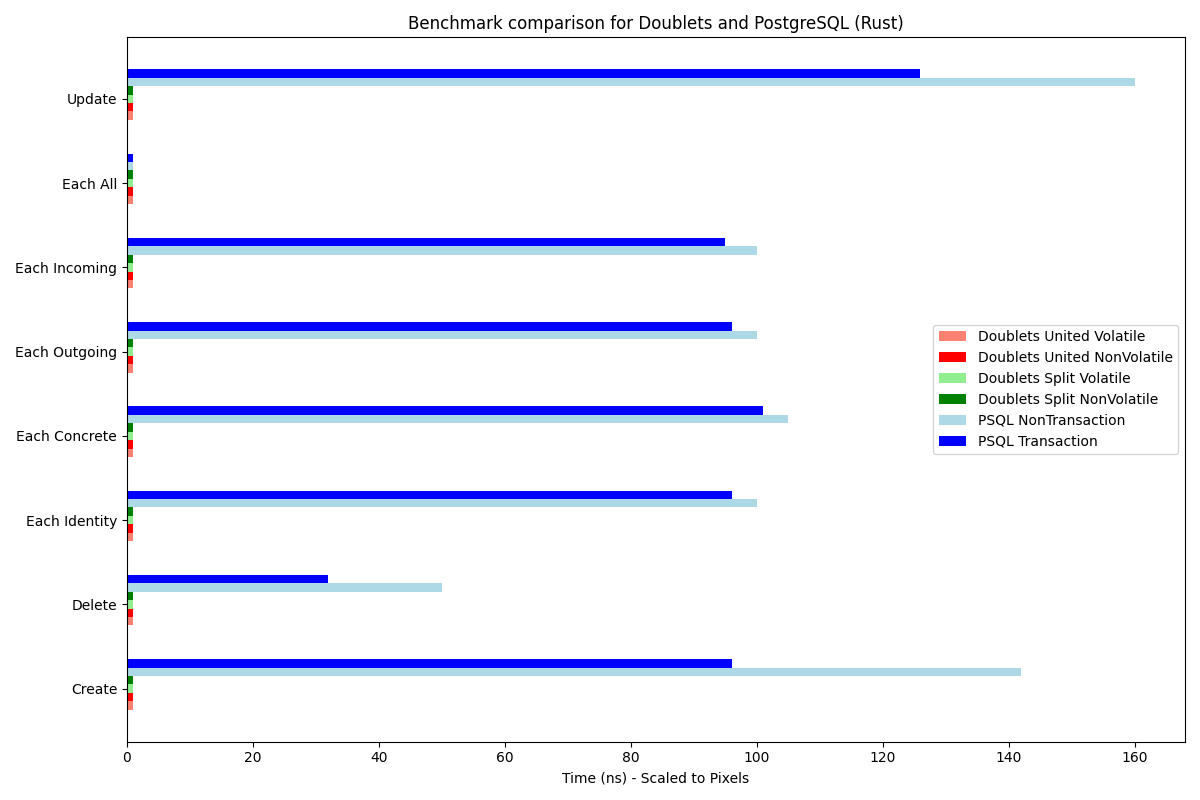 Benchmark comparison for Doublets and PostgreSQL (Rust)
Update
Each All
Each Incoming
Each Outgoing
Each Concrete
Each Identity
Delete
Create
Doublets United Volatile
Doublets United NonVolatile
Doublets Split Volatile
Doublets Split NonVolatile
PSQL NonTransaction
PSQL Transaction
0 20 40 60 80 100 120 140 160
Time (ns) - Scaled to Pixels